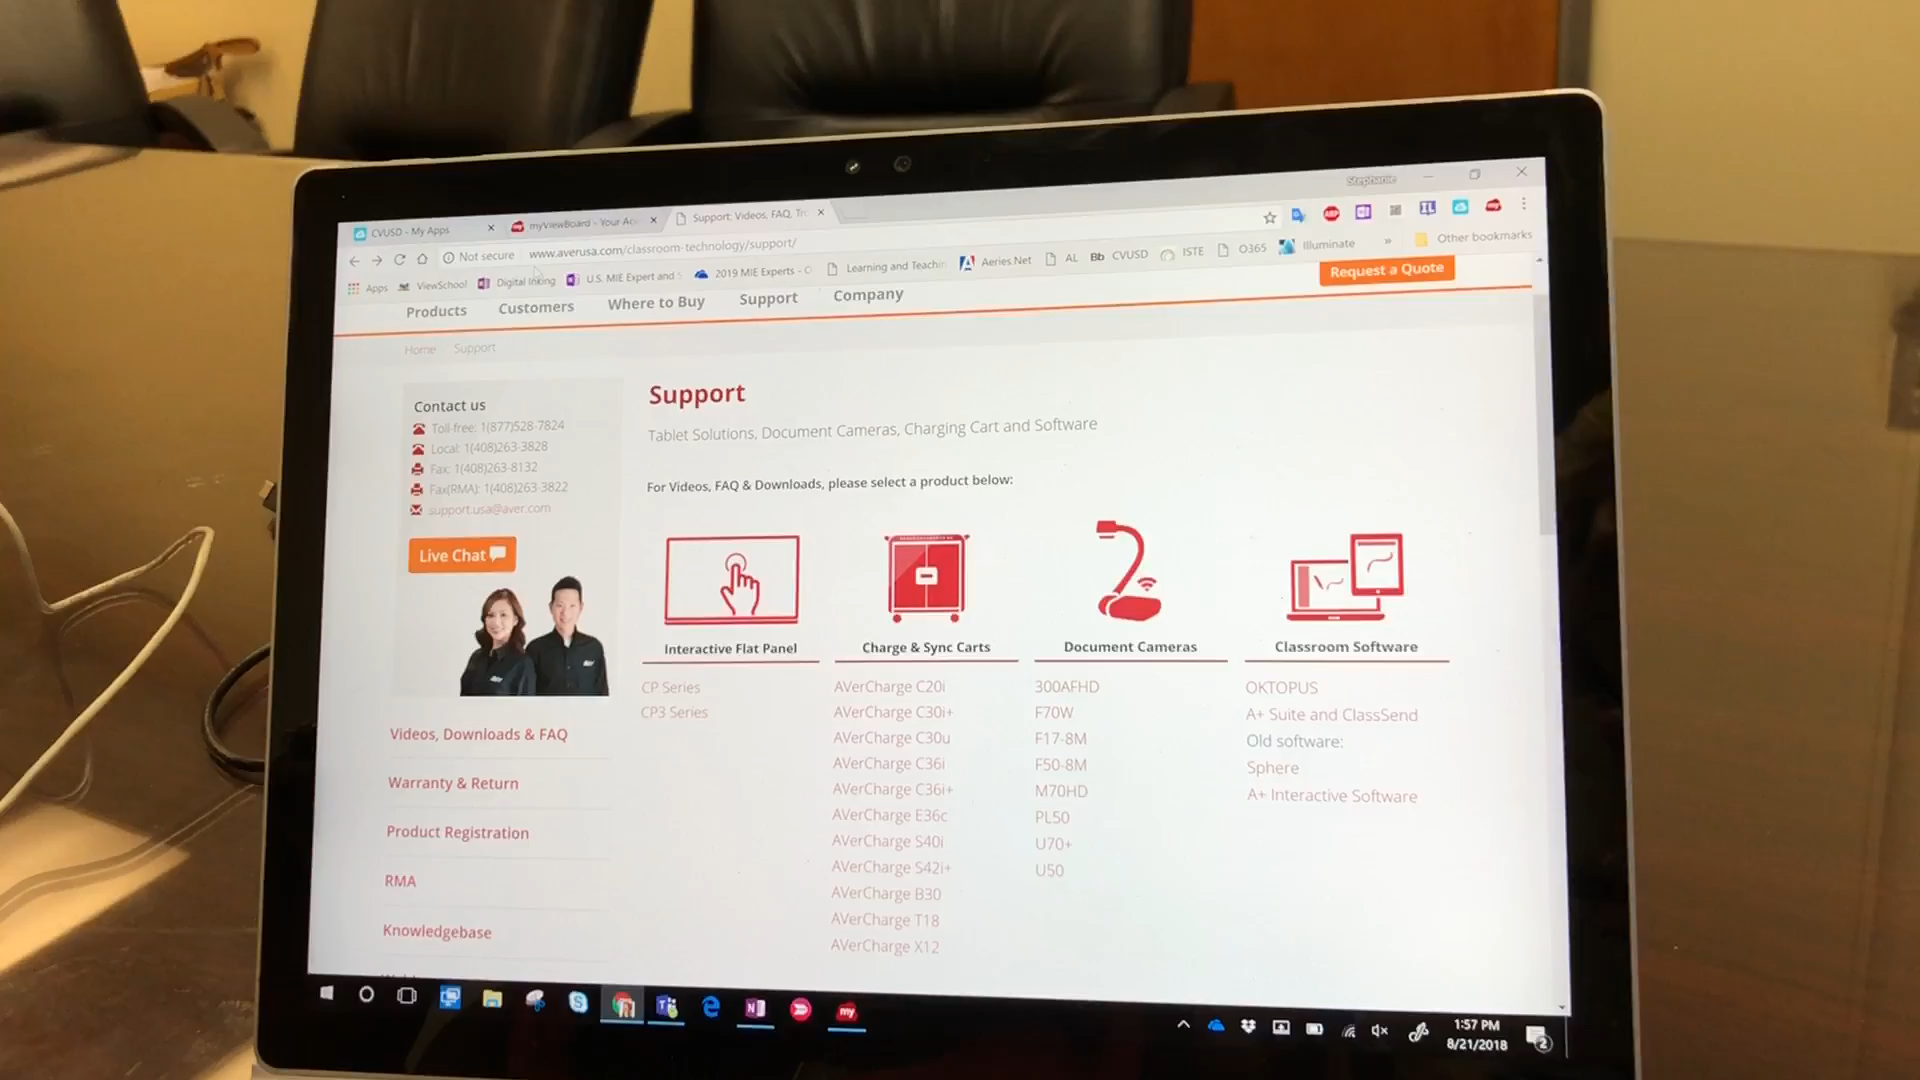 Stephanie
CVUSD - My Apps
myViewBoard - Your Ac
Support: Videos, FAQ, Tr
Not secure
www.averusa.com/classroom-technology/support/
Apps
ViewSchool
Digital Inking
U.S. MIE Expert and S
2019 MIE Experts - O
Learning and Teachin
Aeries.Net
AL
Bb
CVUSD
ISTE
O365
Illuminate
»
Other bookmarks
Products
Customers
Where to Buy
Support
Company
Request a Quote
Home
Support
Contact us
Toll-free: 1(877)528-7824
Local: 1(408)263-3828
Fax: 1(408)263-8132
Fax(RMA): 1(408)263-3822
support.usa@aver.com
Live Chat
Videos, Downloads & FAQ
Warranty & Return
Product Registration
RMA
Knowledgebase
Support
Tablet Solutions, Document Cameras, Charging Cart and Software
For Videos, FAQ & Downloads, please select a product below:
Interactive Flat Panel
CP Series
CP3 Series
Charge & Sync Carts
AVerCharge C20i
AVerCharge C30i+
AVerCharge C30u
AVerCharge C36i
AVerCharge C36i+
AVerCharge E36c
AVerCharge S40i
AVerCharge S42i+
AVerCharge B30
AVerCharge T18
AVerCharge X12
Document Cameras
300AFHD
F70W
F17-8M
F50-8M
M70HD
PL50
U70+
U50
Classroom Software
OKTOPUS
A+ Suite and ClassSend
Old software:
Sphere
A+ Interactive Software
my
1:57 PM
8/21/2018
2